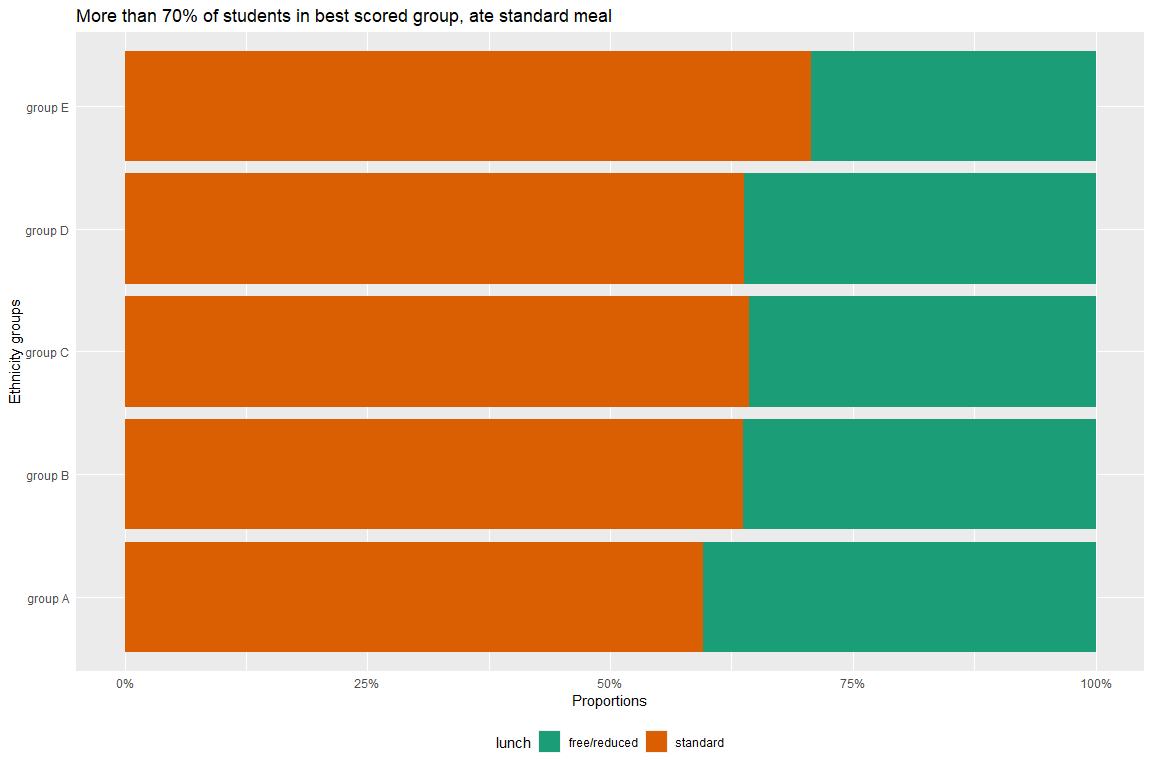 More than 70% of students in best scored group, ate standard meal
Ethnicity groups
group E
group D
group C
group B
group A
0% 25% 50% 75% 100%
Proportions
lunch free/reduced standard